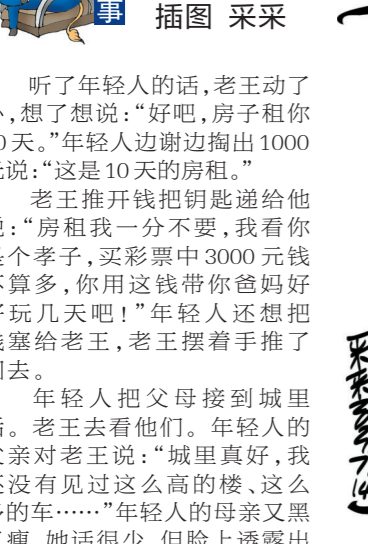 事
插图 采采
听了年轻人的话,老王动了
,想了想说:“好吧,房子租你
0天。”年轻人边谢边掏出1000
说:“这是10天的房租。”
老王推开钱把钥匙递给他
:“房租我一分不要,我看你
个孝子,买彩票中3000元钱
算多,你用这钱带你爸妈好
玩几天吧!”年轻人还想把
塞给老王,老王摆着手推了
去。
年轻人把父母接到城里
。老王去看他们。年轻人的
亲对老王说:“城里真好,我
没有见过这么高的楼、这么
的车……”年轻人的母亲又黑
瘦,她话很少,但脸上透露出